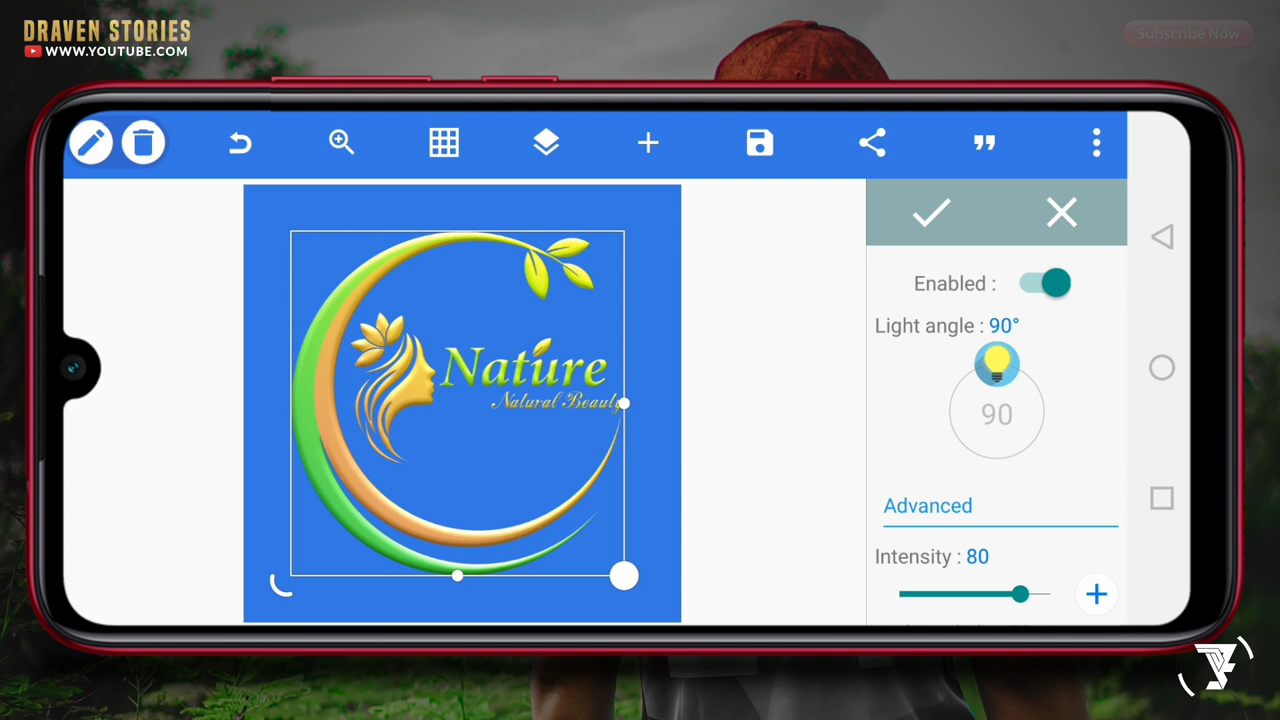 DRAVEN STORIES
WWW.YOUTUBE.COM
Subscribe Now
Enabled :
Light angle : 90°
90
Nature
Natural Beauty
Advanced
Intensity : 80